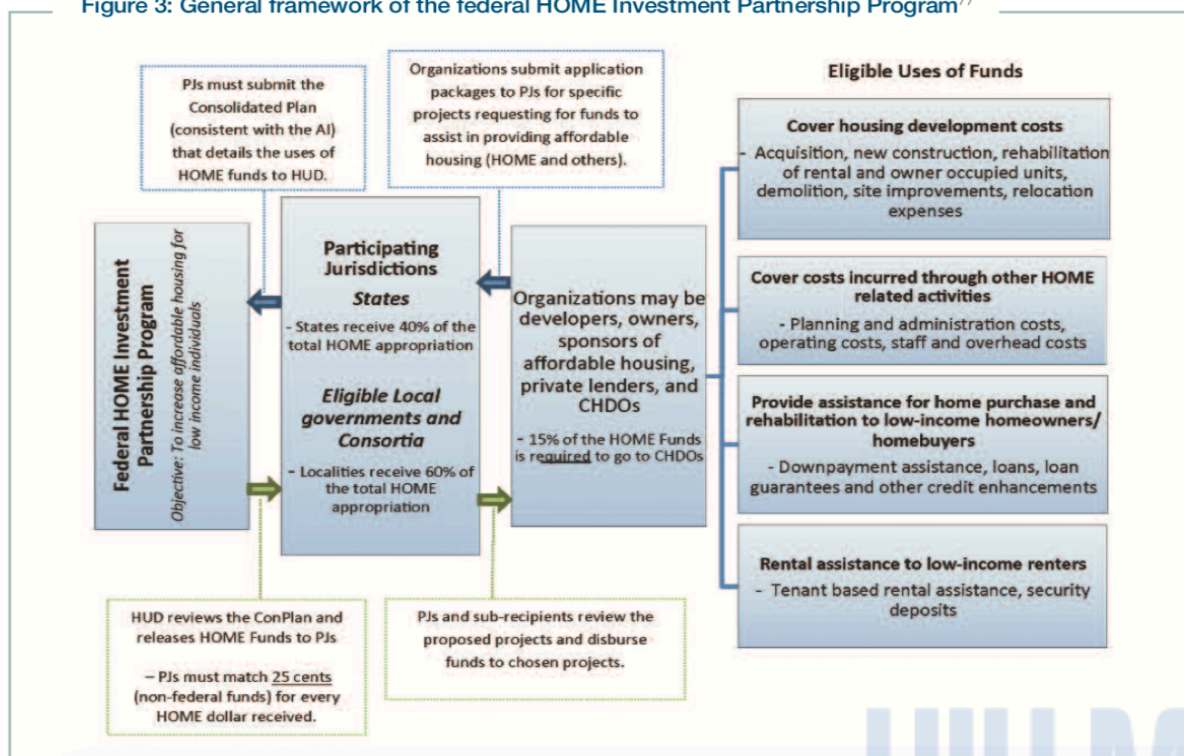 Figure 3: General framework of the federal HOME Investment Partnership Program77
PJs must submit the
Consolidated Plan
(consistent with the AI)
that details the uses of
HOME funds to HUD.
Organizations submit application
packages to PJs for specific
projects requesting for funds to
assist in providing affordable
housing (HOME and others).
Federal HOME Investment
Partnership Program
Objective: To increase affordable housing for
low income individuals
Participating
Jurisdictions
States
- States receive 40% of the
total HOME appropriation
Eligible Local
governments and
Consortia
- Localities receive 60% of
the total HOME
appropriation
Organizations may be
developers, owners,
sponsors of
affordable housing,
private lenders, and
CHDOs
- 15% of the HOME Funds
is required to go to CHDOs
HUD reviews the ConPlan and
releases HOME Funds to PJs
– PJs must match 25 cents
(non-federal funds) for every
HOME dollar received.
PJs and sub-recipients review the
proposed projects and disburse
funds to chosen projects.
Eligible Uses of Funds
Cover housing development costs
- Acquisition, new construction, rehabilitation
of rental and owner occupied units,
demolition, site improvements, relocation
expenses
Cover costs incurred through other HOME
related activities
- Planning and administration costs,
operating costs, staff and overhead costs
Provide assistance for home purchase and
rehabilitation to low-income homeowners/
homebuyers
- Downpayment assistance, loans, loan
guarantees and other credit enhancements
Rental assistance to low-income renters
- Tenant based rental assistance, security
deposits